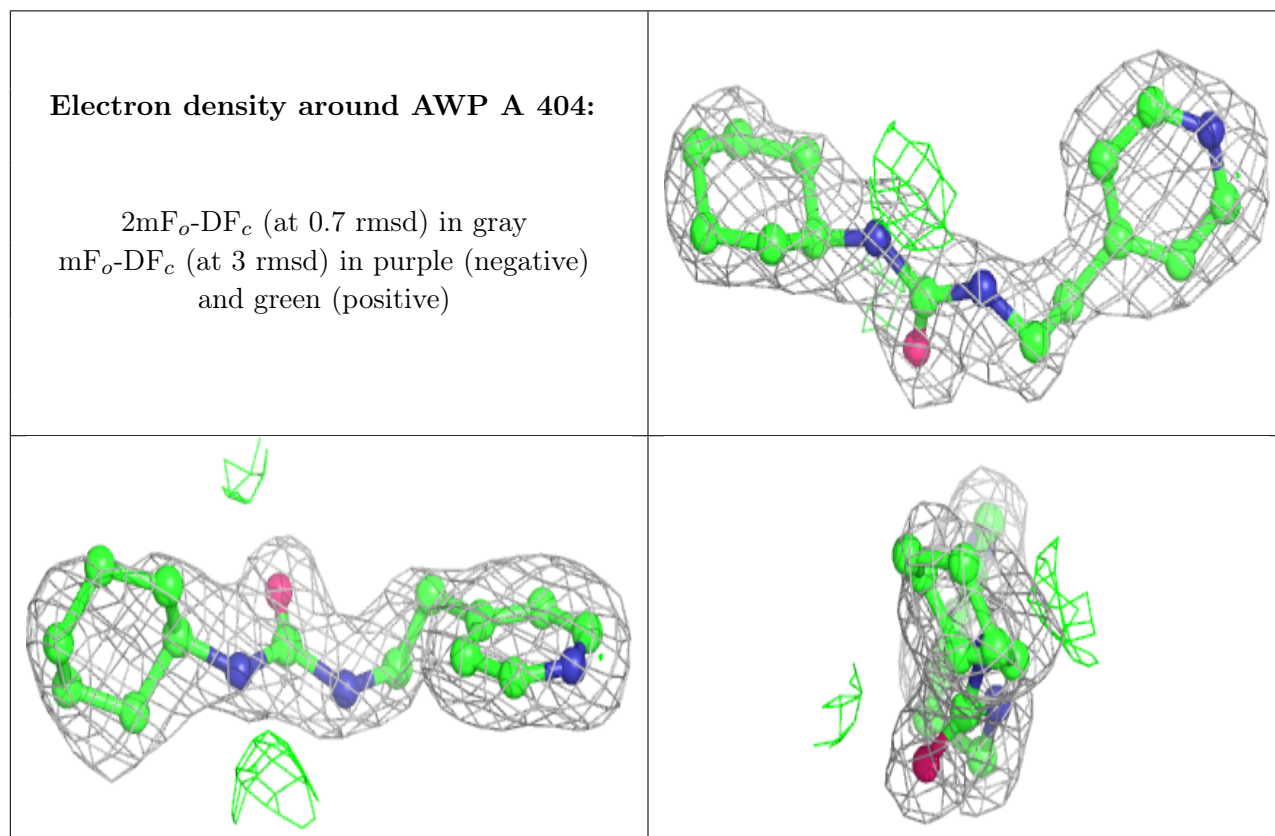 Electron density around AWP A 404:
2mFₒ-DF𝒸 (at 0.7 rmsd) in gray
mFₒ-DF𝒸 (at 3 rmsd) in purple (negative)
and green (positive)